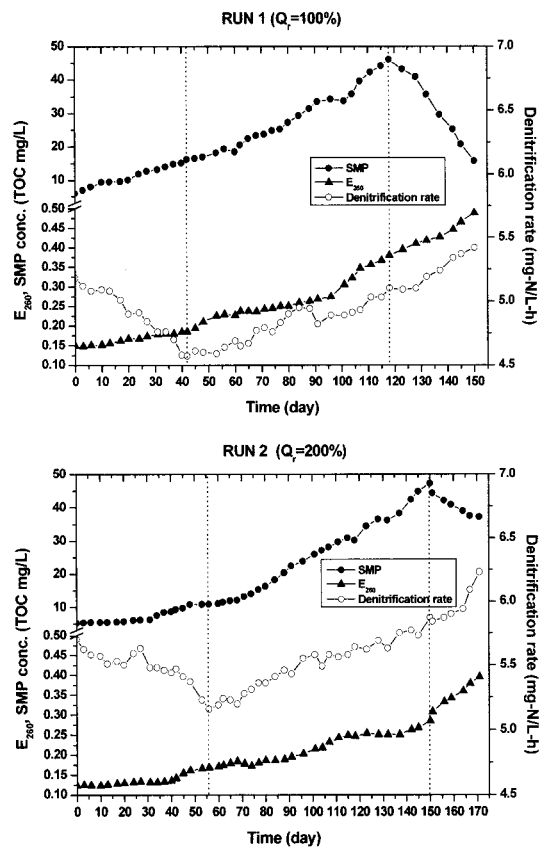 RUN 1 (Qr=100%)
E260, SMP conc. (TOC mg/L)
50
45
35
25
15
0.50
0.45
0.40
0.35
0.30
0.25
0.20
0.15
0.10
SMP
E260
Denitrification rate
7.0
6.5
6.0
5.5
5.0
4.5
Denitrification rate (mg-N/L-h)
0 10 20 30 40 50 60 70 80 90 100 110 120 130 140 150
Time (day)
RUN 2 (Qr=200%)
E260, SMP conc. (TOC mg/L)
50
40
30
20
10
0.50
0.45
0.40
0.35
0.30
0.25
0.20
0.15
0.10
SMP
E260
Denitrification rate
7.0
6.5
6.0
5.5
5.0
4.5
Denitrification rate (mg-N/L-h)
0 10 20 30 40 50 60 70 80 90 100 110 120 130 140 150 160 170
Time (day)